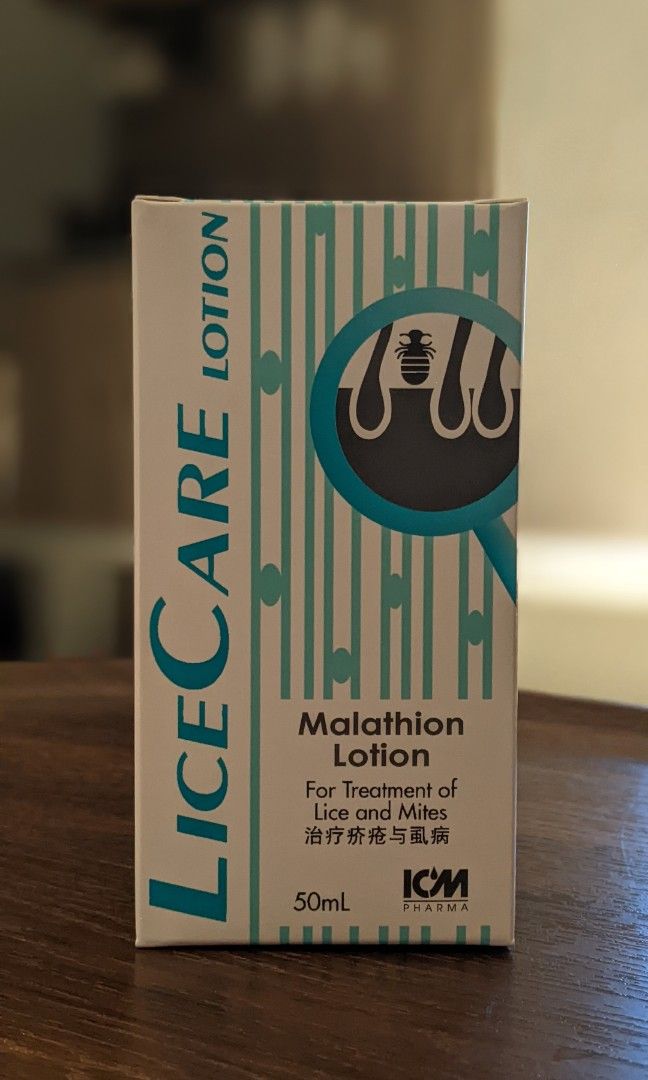 LICECARE LOTION
Malathion
Lotion
For Treatment of
Lice and Mites
治疗疥疮与虱病
50mL
ICM
PHARMA